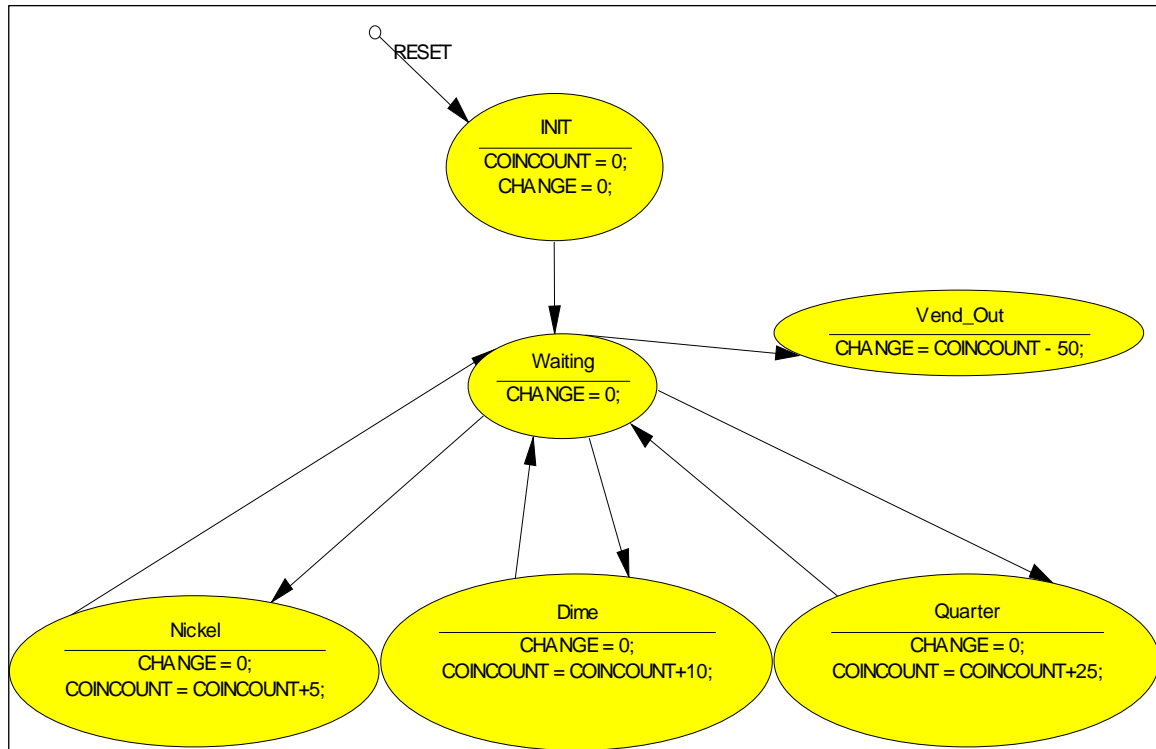 RESET
INIT
COINCOUNT = 0;
CHANGE = 0;
Vend_Out
CHANGE = COINCOUNT - 50;
Waiting
CHANGE = 0;
Nickel
CHANGE = 0;
COINCOUNT = COINCOUNT+5;
Dime
CHANGE = 0;
COINCOUNT = COINCOUNT+10;
Quarter
CHANGE = 0;
COINCOUNT = COINCOUNT+25;